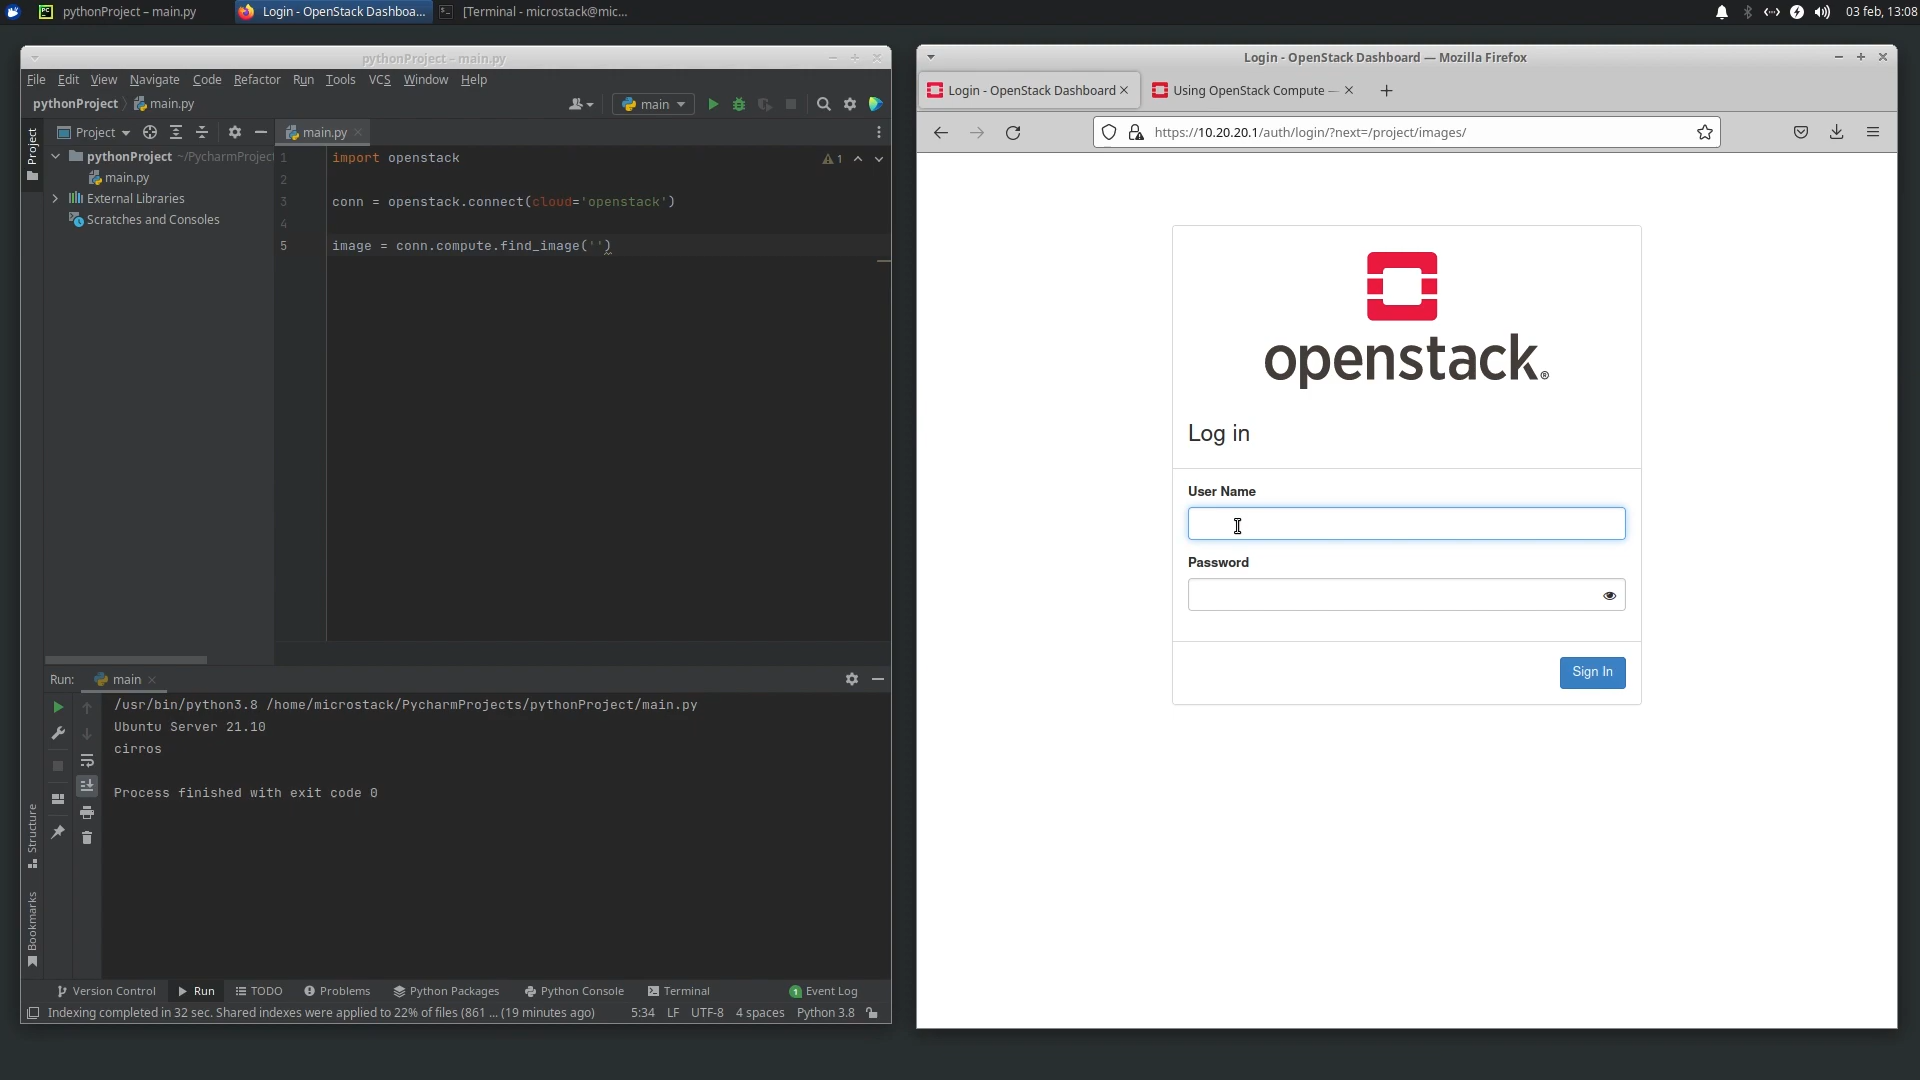 pythonProject – main.py
Login - OpenStack Dashboa...
[Terminal - microstack@mic...
03 feb, 13:08
pythonProject – main.py
File Edit View Navigate Code Refactor Run Tools VCS Window Help
pythonProject main.py
main
Project
main.py
Project
pythonProject ~/PycharmProject
main.py
External Libraries
Scratches and Consoles
1 import openstack
1
2
3 conn = openstack.connect(cloud='openstack')
4
5 image = conn.compute.find_image('')
Run: main
/usr/bin/python3.8 /home/microstack/PycharmProjects/pythonProject/main.py
Ubuntu Server 21.10
cirros
Process finished with exit code 0
Structure
Bookmarks
Version Control Run TODO Problems Python Packages Python Console Terminal 1 Event Log
Indexing completed in 32 sec. Shared indexes were applied to 22% of files (861 ... (19 minutes ago) 5:34 LF UTF-8 4 spaces Python 3.8
Login - OpenStack Dashboard — Mozilla Firefox
Login - OpenStack Dashboard
Using OpenStack Compute —
https://10.20.20.1/auth/login/?next=/project/images/
openstack®
Log in
User Name
Password
Sign In